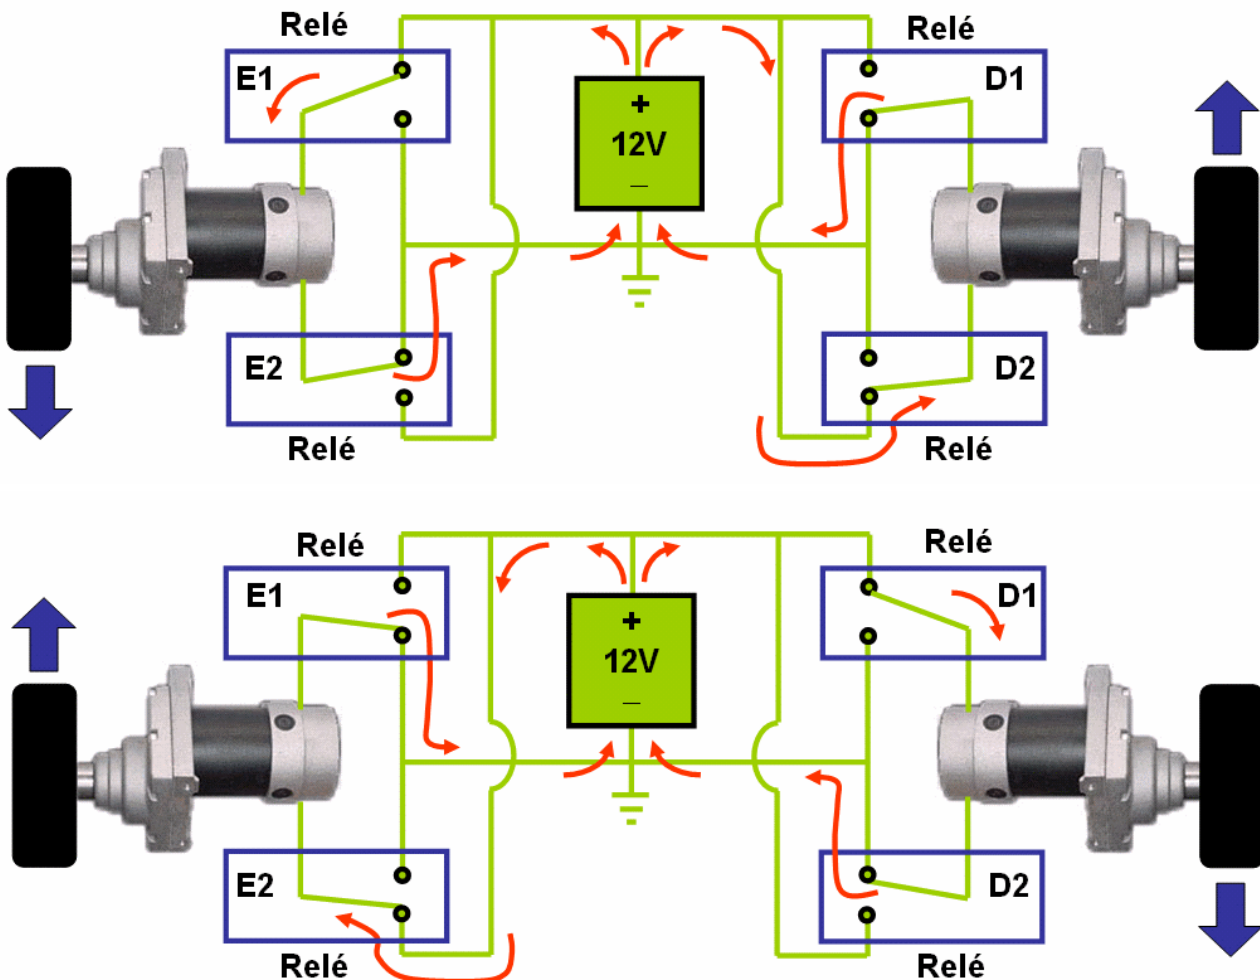 Relé
Relé
E1
D1
+
12V
_
E2
D2
Relé
Relé
Relé
Relé
E1
D1
+
12V
_
E2
D2
Relé
Relé